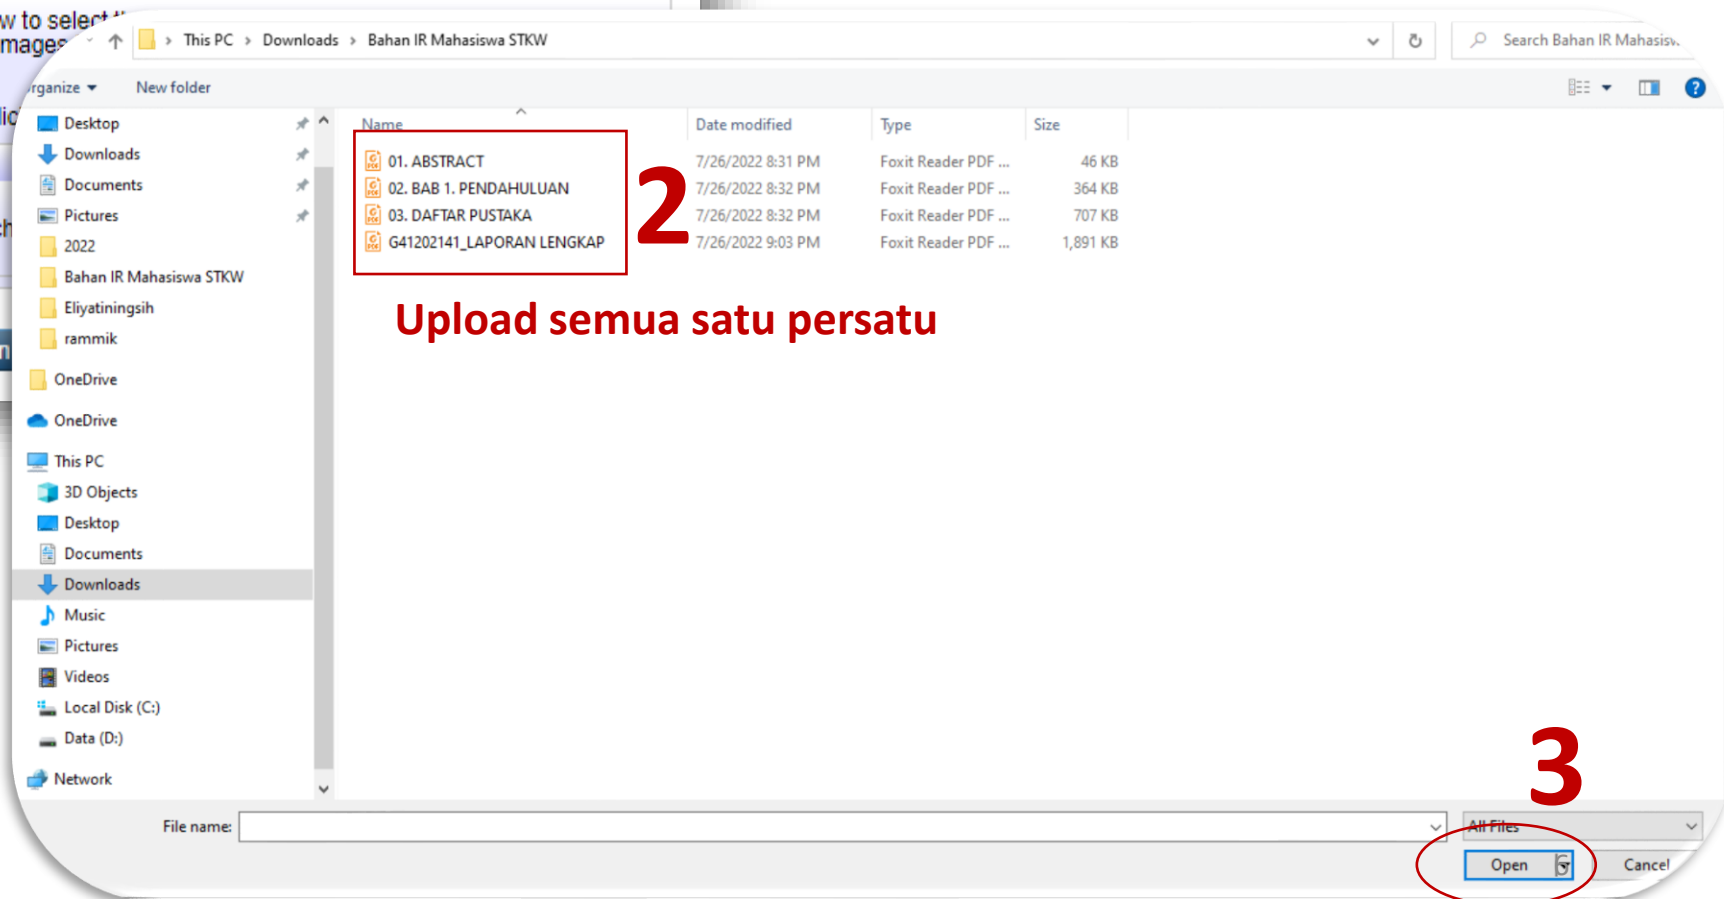 w to select
mages
This PC > Downloads > Bahan IR Mahasiswa STKW
Search Bahan IR
New folder
Desktop
Downloads
Documents
Pictures
2022
Bahan IR Mahasiswa STKW
Eliyatiningsih
rammik
OneDrive
OneDrive
This PC
3D Objects
Desktop
Documents
Downloads
Music
Pictures
Videos
Local Disk (C:)
Data (D:)
Network
Name Date modified Type Size
01. ABSTRACT 7/26/2022 8:31 PM Foxit Reader PDF ... 46 KB
02. BAB 1. PENDAHULUAN 7/26/2022 8:32 PM Foxit Reader PDF ... 364 KB
03. DAFTAR PUSTAKA 7/26/2022 8:32 PM Foxit Reader PDF ... 707 KB
G41202141_LAPORAN LENGKAP 7/26/2022 9:03 PM Foxit Reader PDF ... 1,891 KB
2
Upload semua satu persatu
3
File name:
All Files
Open
Cancel